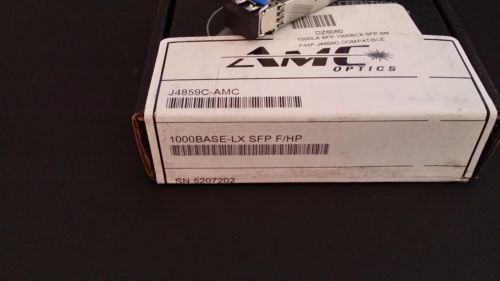 DZ6080
1000LX SFP 1000BLX SFP SM
F/HP J4859C COMPATIBLE
AMC
OPTICS
J4859C-AMC
1000BASE-LX SFP F/HP
SN 5207202